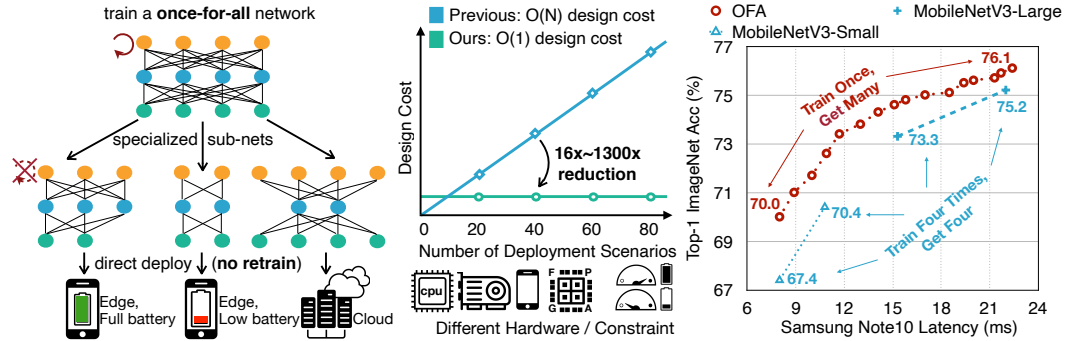 train a once-for-all network
specialized sub-nets
direct deploy (no retrain)
Edge,
Full battery
Edge,
Low battery
Cloud
Previous: O(N) design cost
Ours: O(1) design cost
Design Cost
16x~1300x
reduction
0 20 40 60 80
Number of Deployment Scenarios
cpu
F P
G A
Different Hardware / Constraint
OFA
MobileNetV3-Large
MobileNetV3-Small
Top-1 ImageNet Acc (%)
77
75
73
71
69
67
76.1
Train Once,
Get Many
75.2
73.3
70.0
70.4
Train Four Times,
Get Four
67.4
6 9 12 15 18 21 24
Samsung Note10 Latency (ms)